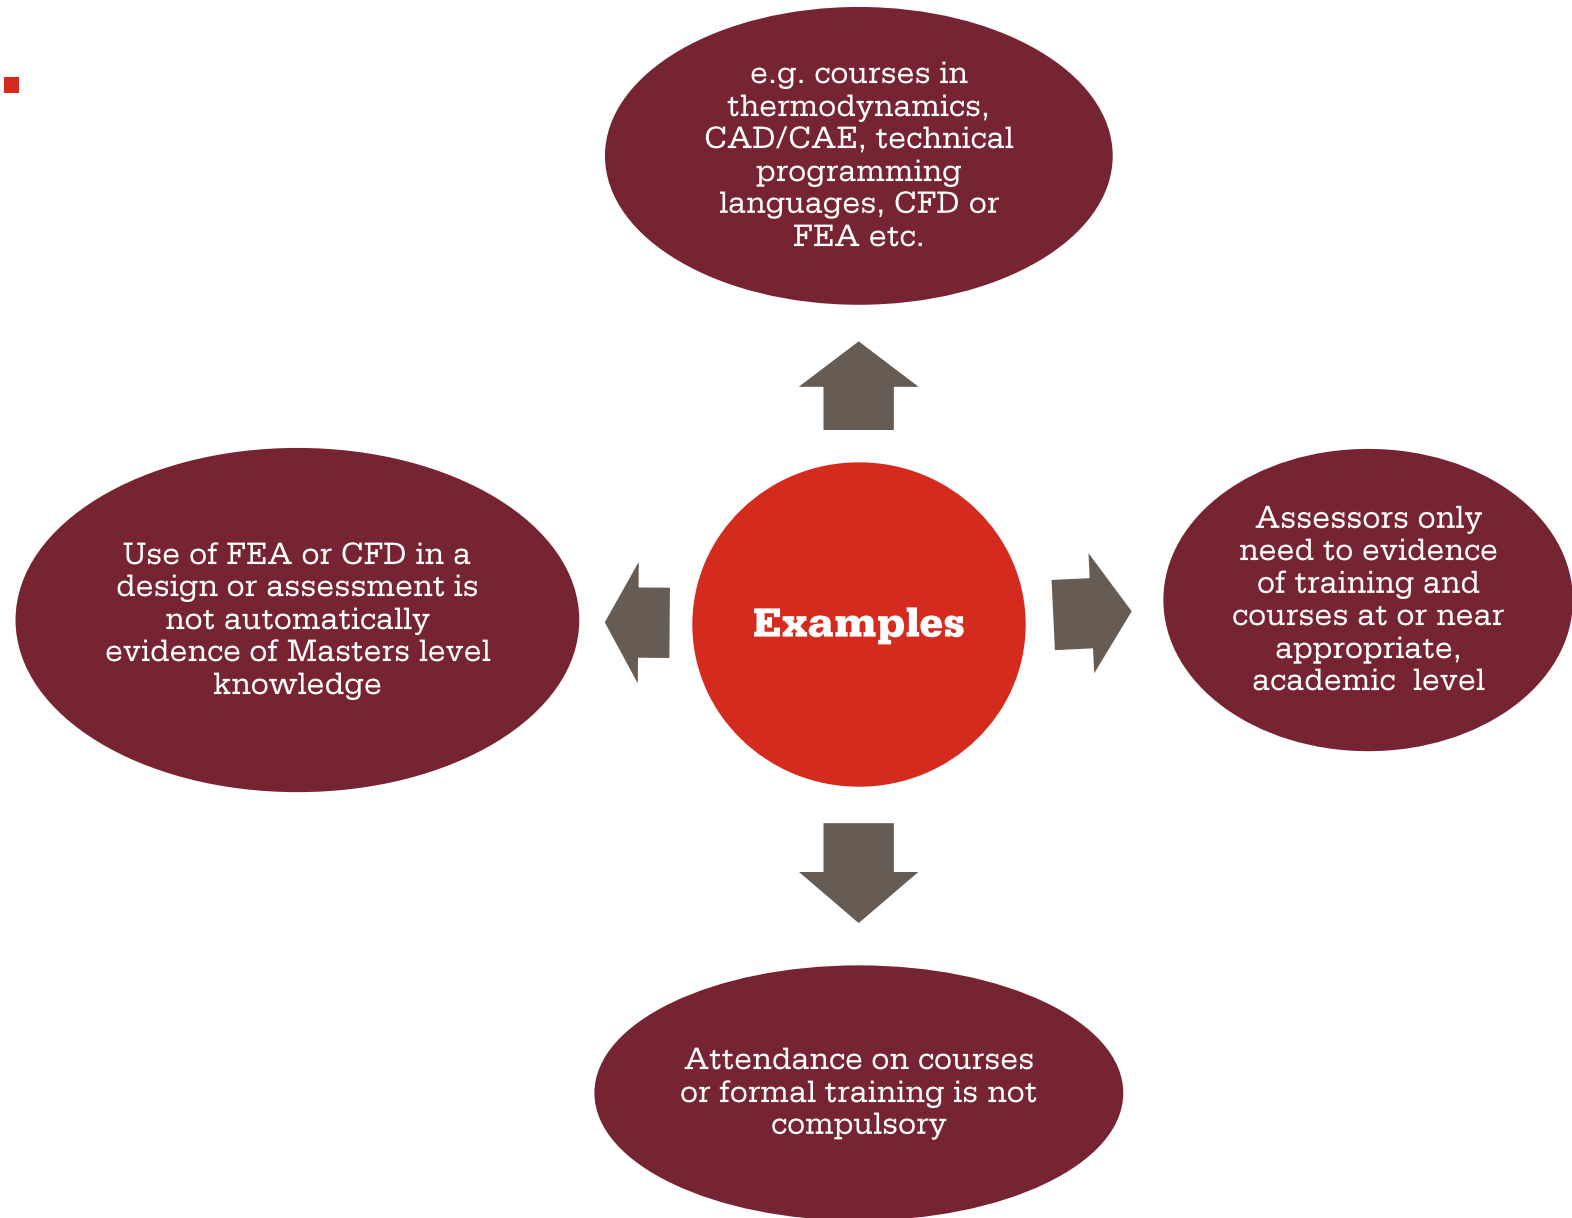 e.g. courses in
thermodynamics,
CAD/CAE, technical
programming
languages, CFD or
FEA etc.
Use of FEA or CFD in a
design or assessment is
not automatically
evidence of Masters level
knowledge
Examples
Assessors only
need to evidence
of training and
courses at or near
appropriate,
academic  level
Attendance on courses
or formal training is not
compulsory